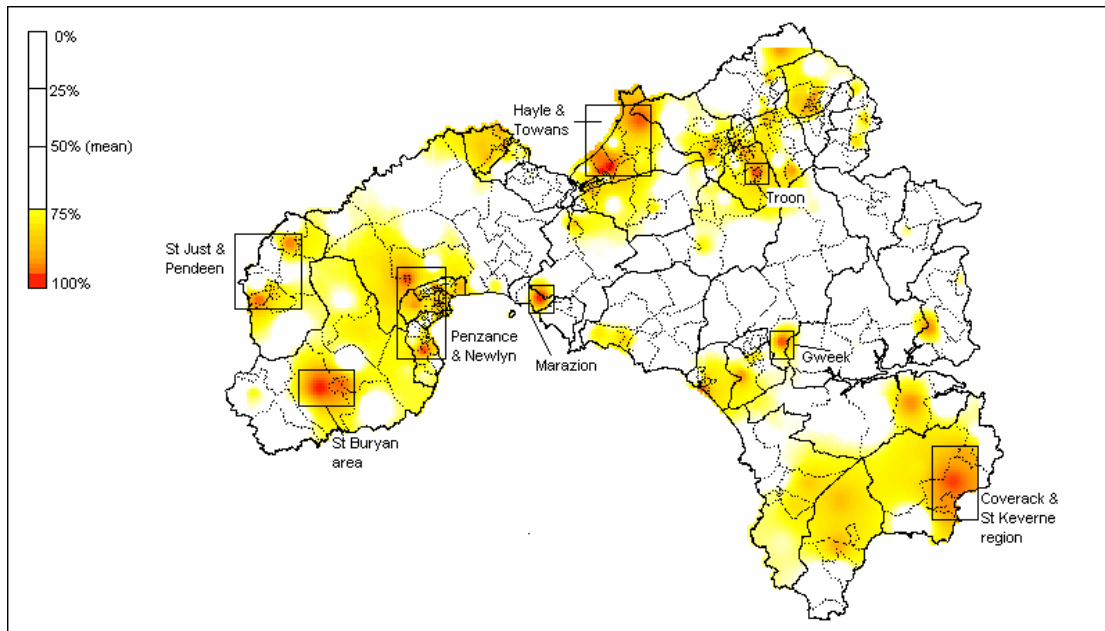 0%
25%
50% (mean)
75%
100%
Hayle &
Towans
Troon
St Just &
Pendeen
Penzance
& Newlyn
Marazion
Gweek
St Buryan
area
Coverack &
St Keverne
region